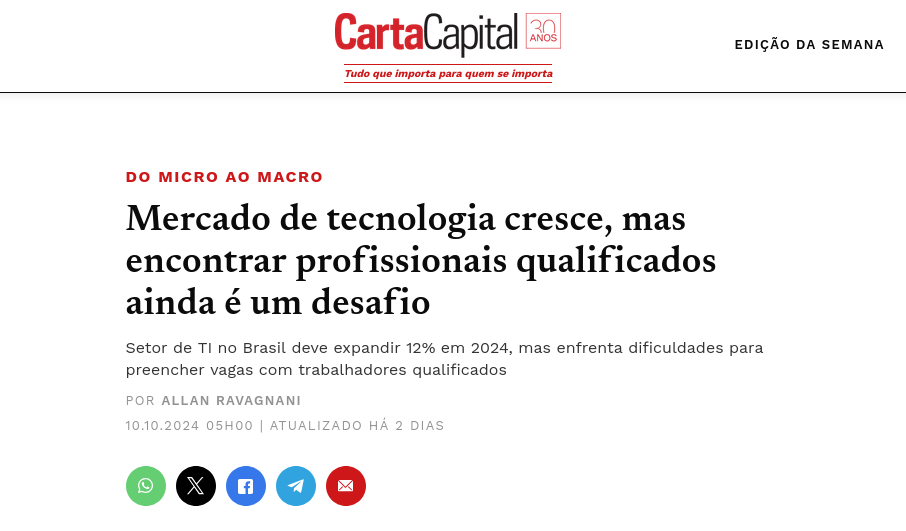 CartaCapital 30 ANOS
Tudo que importa para quem se importa
EDIÇÃO DA SEMANA
DO MICRO AO MACRO
Mercado de tecnologia cresce, mas
encontrar profissionais qualificados
ainda é um desafio
Setor de TI no Brasil deve expandir 12% em 2024, mas enfrenta dificuldades para
preencher vagas com trabalhadores qualificados
POR ALLAN RAVAGNANI
10.10.2024 05H00 | ATUALIZADO HÁ 2 DIAS